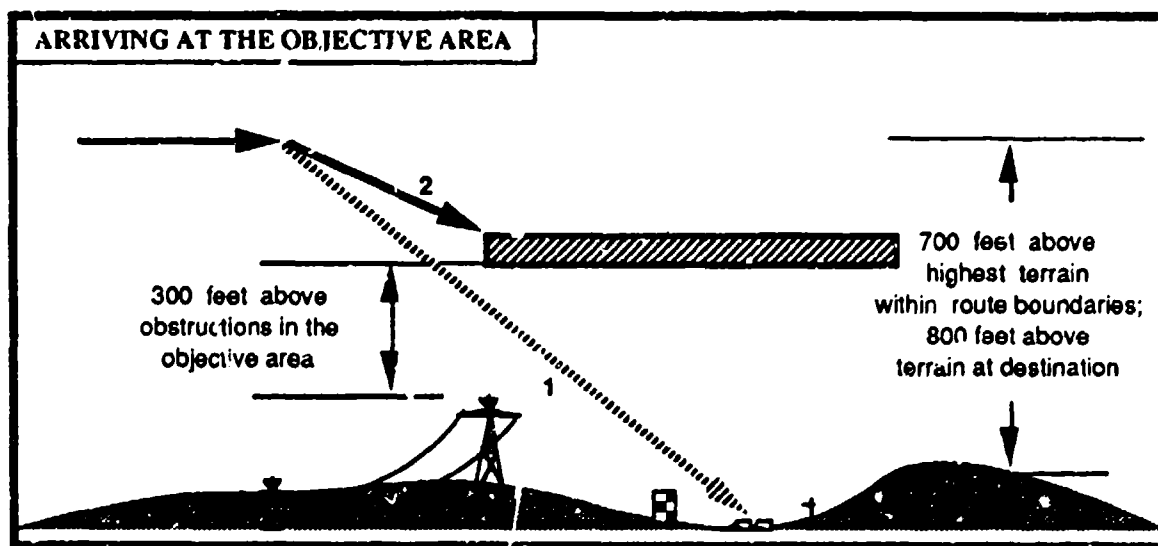 ARRIVING AT THE OBJECTIVE AREA
2
700 feet above
highest terrain
within route boundaries;
800 feet above
terrain at destination
300 feet above
obstructions in the
objective area
1